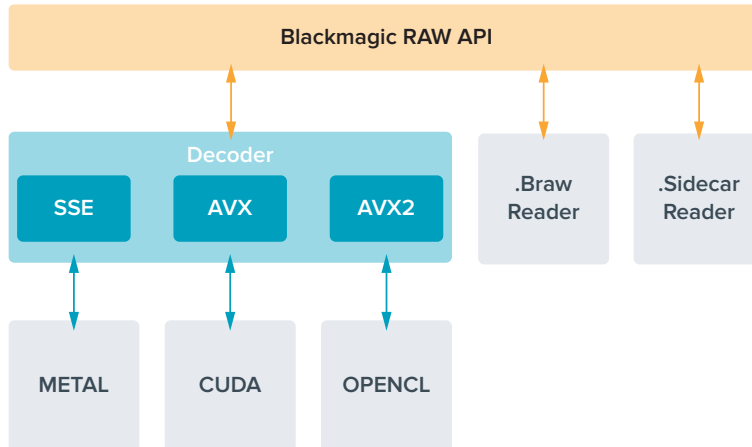 Blackmagic RAW API
Decoder
SSE
AVX
AVX2
.Braw
Reader
.Sidecar
Reader
METAL
CUDA
OPENCL